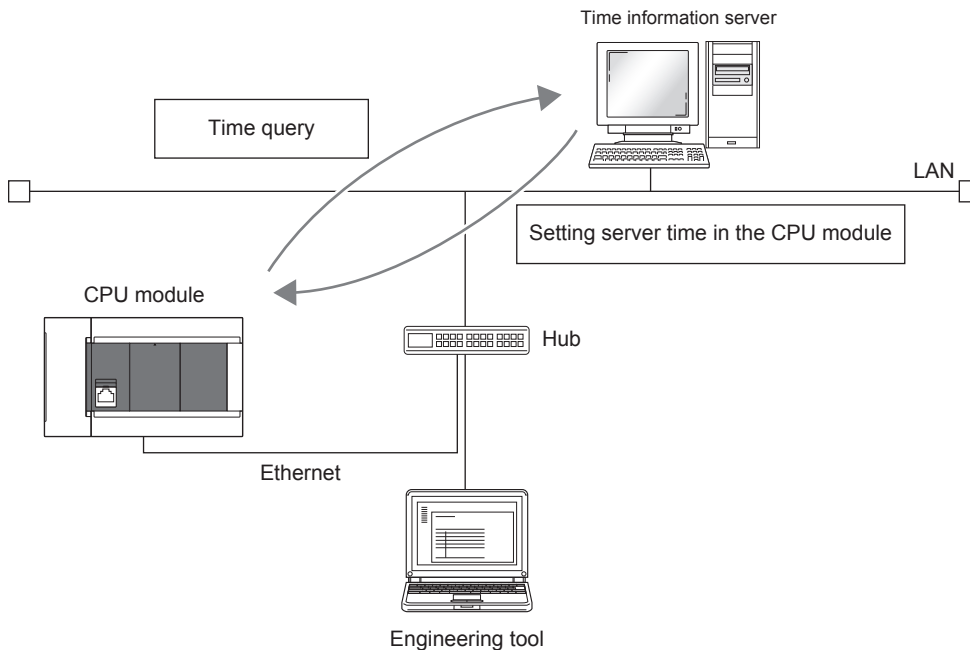 Time information server
Time query
LAN
Setting server time in the CPU module
CPU module
Hub
Ethernet
Engineering tool